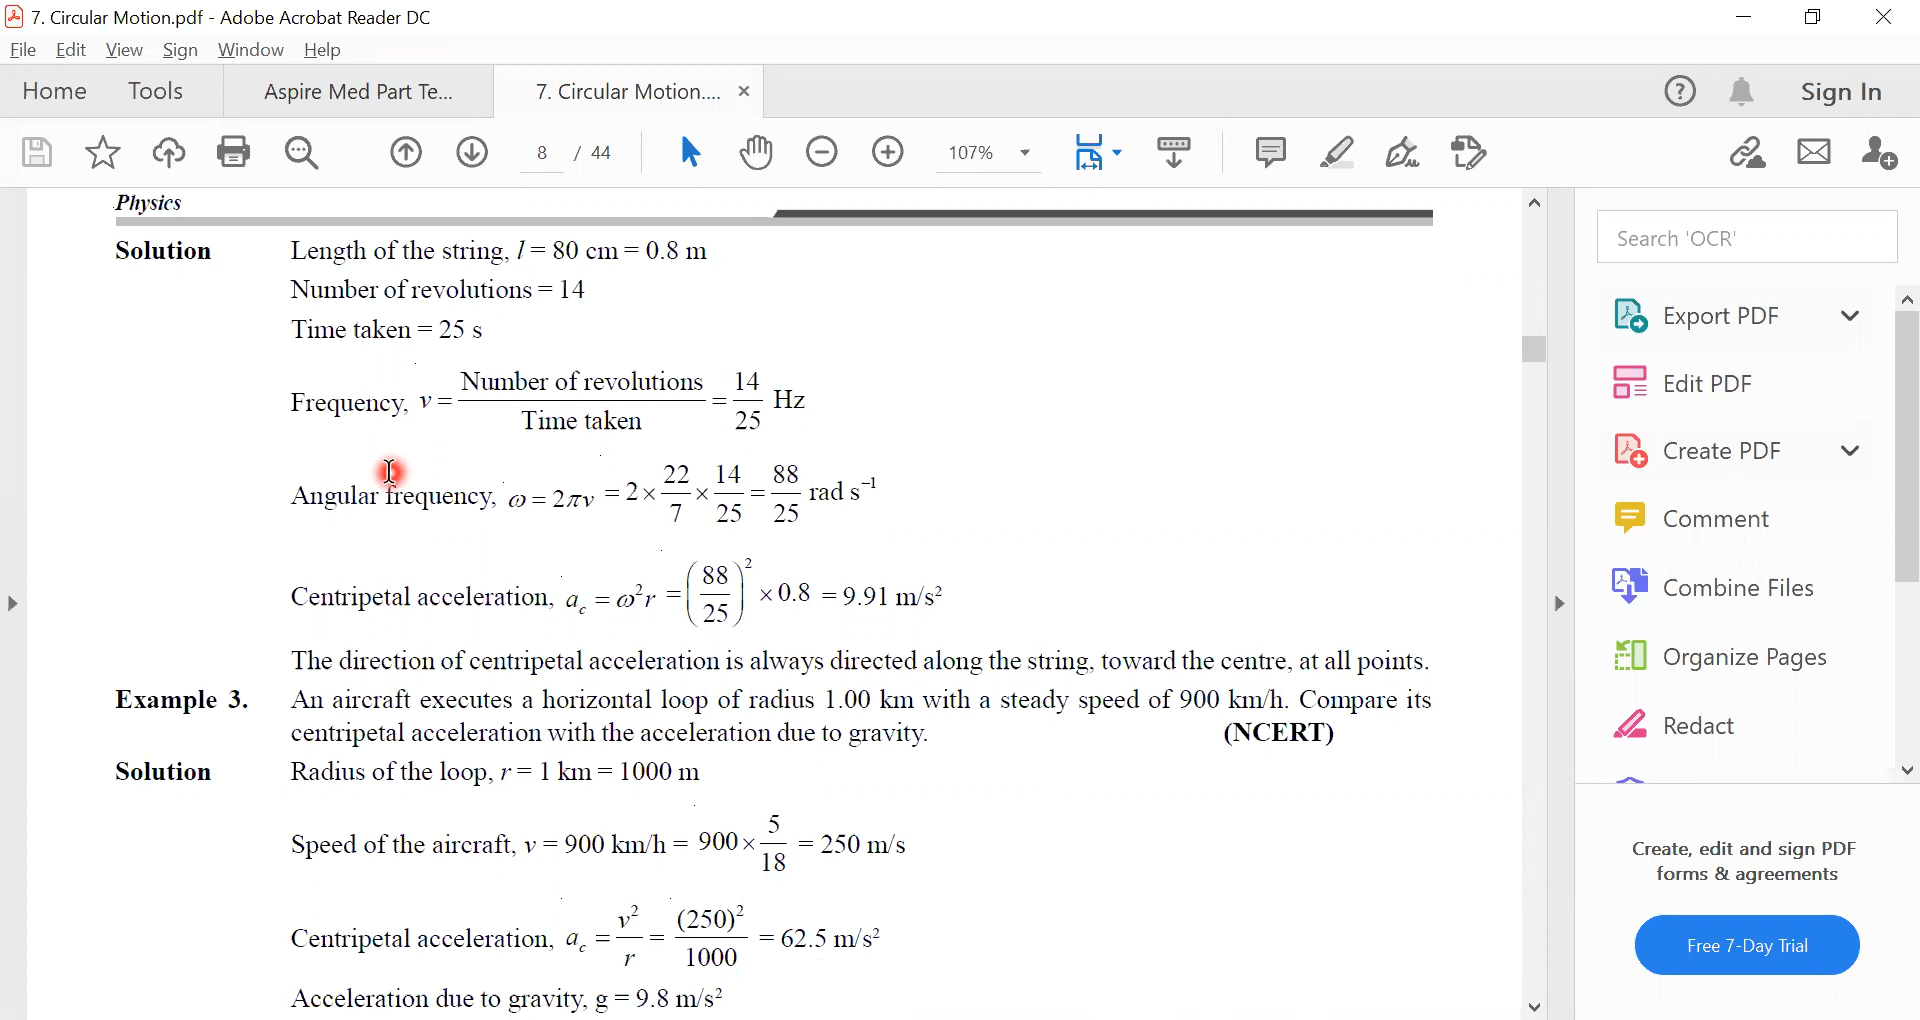 7. Circular Motion.pdf - Adobe Acrobat Reader DC
File Edit View Sign Window Help
Home Tools Aspire Med Part Te... 7. Circular Motion.... × ? Sign In
8 / 44 107%
Physics
Solution Length of the string, l = 80 cm = 0.8 m
Number of revolutions = 14
Time taken = 25 s
Frequency, v = Number of revolutions / Time taken = 14/25 Hz
Angular frequency, ω = 2πv = 2 × 22/7 × 14/25 = 88/25 rad s⁻¹
Centripetal acceleration, a_c = ω²r = (88/25)² × 0.8 = 9.91 m/s²
The direction of centripetal acceleration is always directed along the string, toward the centre, at all points.
Example 3. An aircraft executes a horizontal loop of radius 1.00 km with a steady speed of 900 km/h. Compare its
centripetal acceleration with the acceleration due to gravity. (NCERT)
Solution Radius of the loop, r = 1 km = 1000 m
Speed of the aircraft, v = 900 km/h = 900 × 5/18 = 250 m/s
Centripetal acceleration, a_c = v²/r = (250)²/1000 = 62.5 m/s²
Acceleration due to gravity, g = 9.8 m/s²
Search 'OCR'
Export PDF
Edit PDF
Create PDF
Comment
Combine Files
Organize Pages
Redact
Create, edit and sign PDF
forms & agreements
Free 7-Day Trial